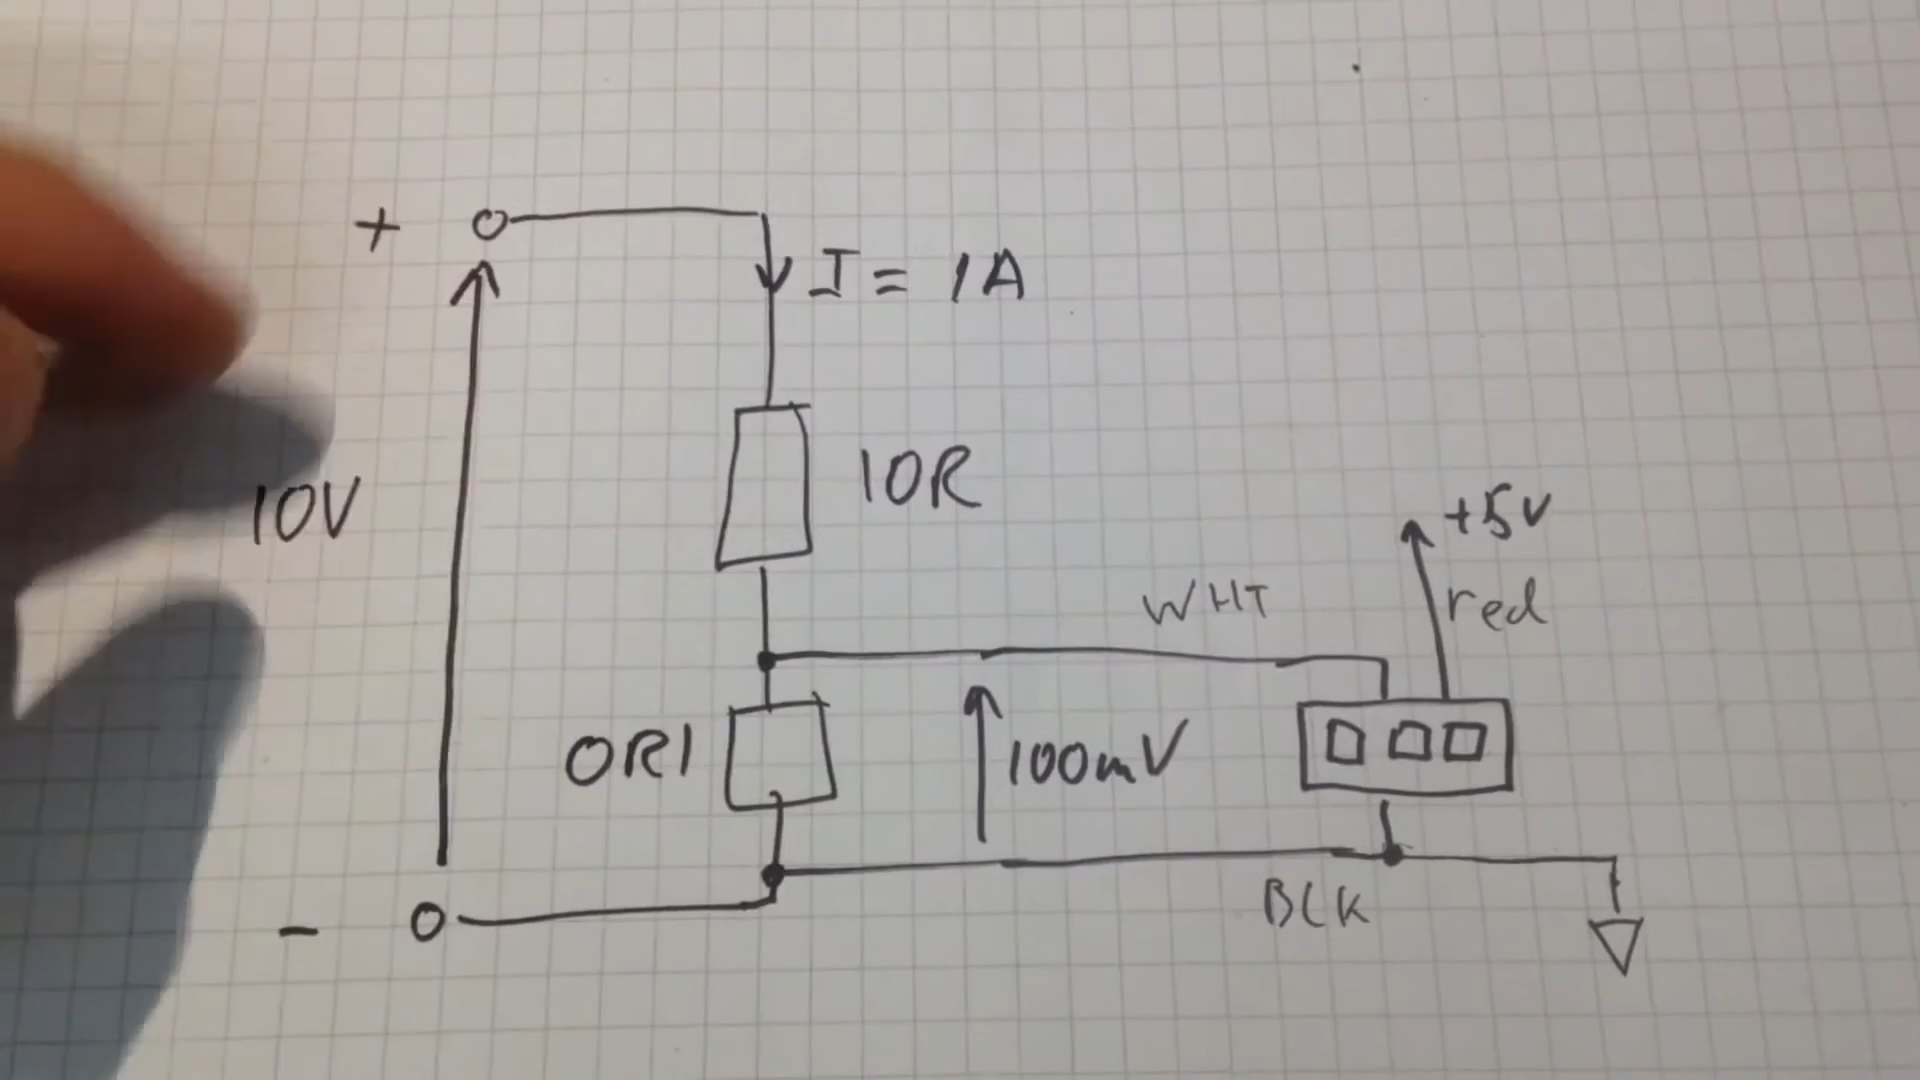 +
I = 1A
10R
10V
+5V
red
WHT
0R1
100mV
BLK
-